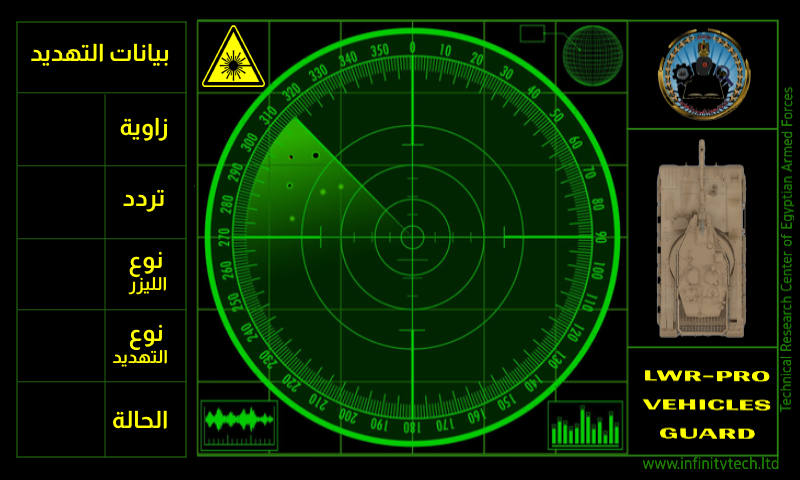 بيانات التهديد
زاوية
تردد
نوع
الليزر
نوع
التهديد
الحالة
0
10
20
30
40
50
60
70
80
90
100
110
120
130
140
150
160
170
180
190
200
210
220
230
240
250
260
270
280
290
300
310
320
330
340
350
LWR-PRO
VEHICLES
GUARD
www.infinitytech.ltd
Technical Research Center of Egyptian Armed Forces